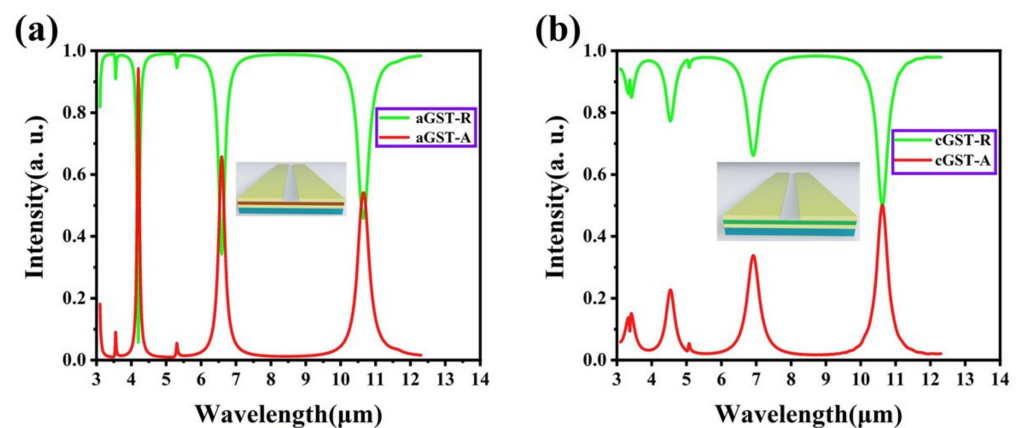 (a)
1.0
0.8
0.6
0.4
0.2
0.0
Intensity(a. u.)
aGST-R
aGST-A
3 4 5 6 7 8 9 10 11 12 13 14
Wavelength(μm)
(b)
1.0
0.8
0.6
0.4
0.2
0.0
Intensity(a. u.)
cGST-R
cGST-A
3 4 5 6 7 8 9 10 11 12 13 14
Wavelength(μm)